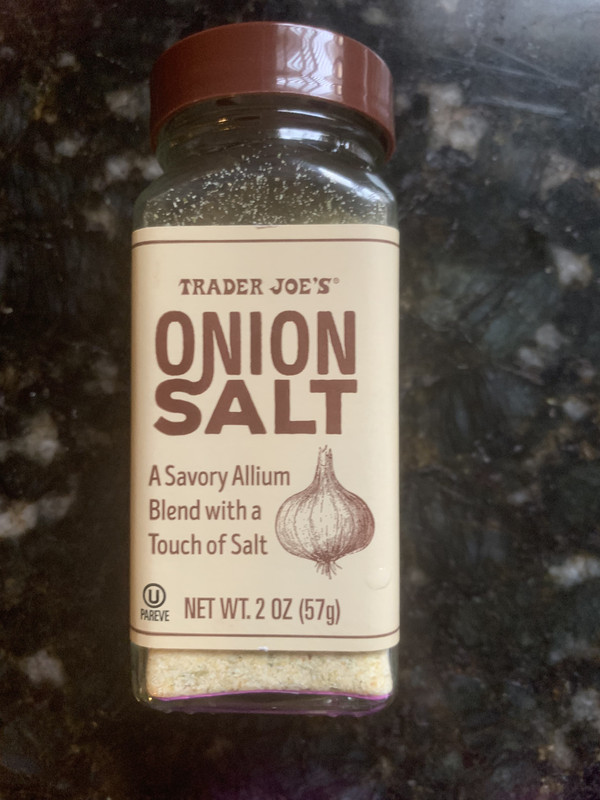 TRADER JOE'S®
ONION
SALT
A Savory Allium
Blend with a
Touch of Salt
U
PAREVE
NET WT. 2 OZ (57g)